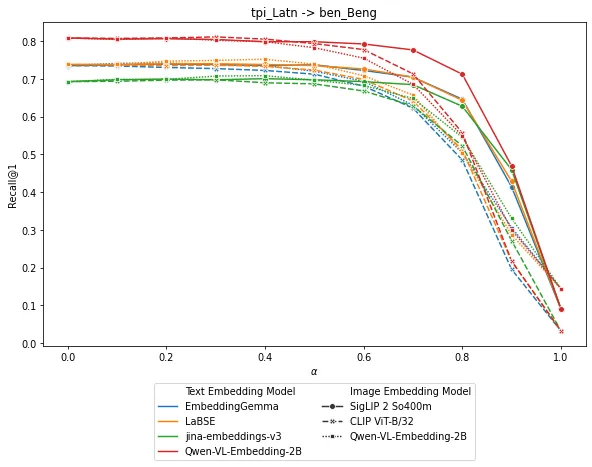 tpi_Latn -> ben_Beng
Recall@1
0.8
0.7
0.6
0.5
0.4
0.3
0.2
0.1
0.0
0.0 0.2 0.4 0.6 0.8 1.0
α
Text Embedding Model Image Embedding Model
EmbeddingGemma SigLIP 2 So400m
LaBSE CLIP ViT-B/32
jina-embeddings-v3 Qwen-VL-Embedding-2B
Qwen-VL-Embedding-2B